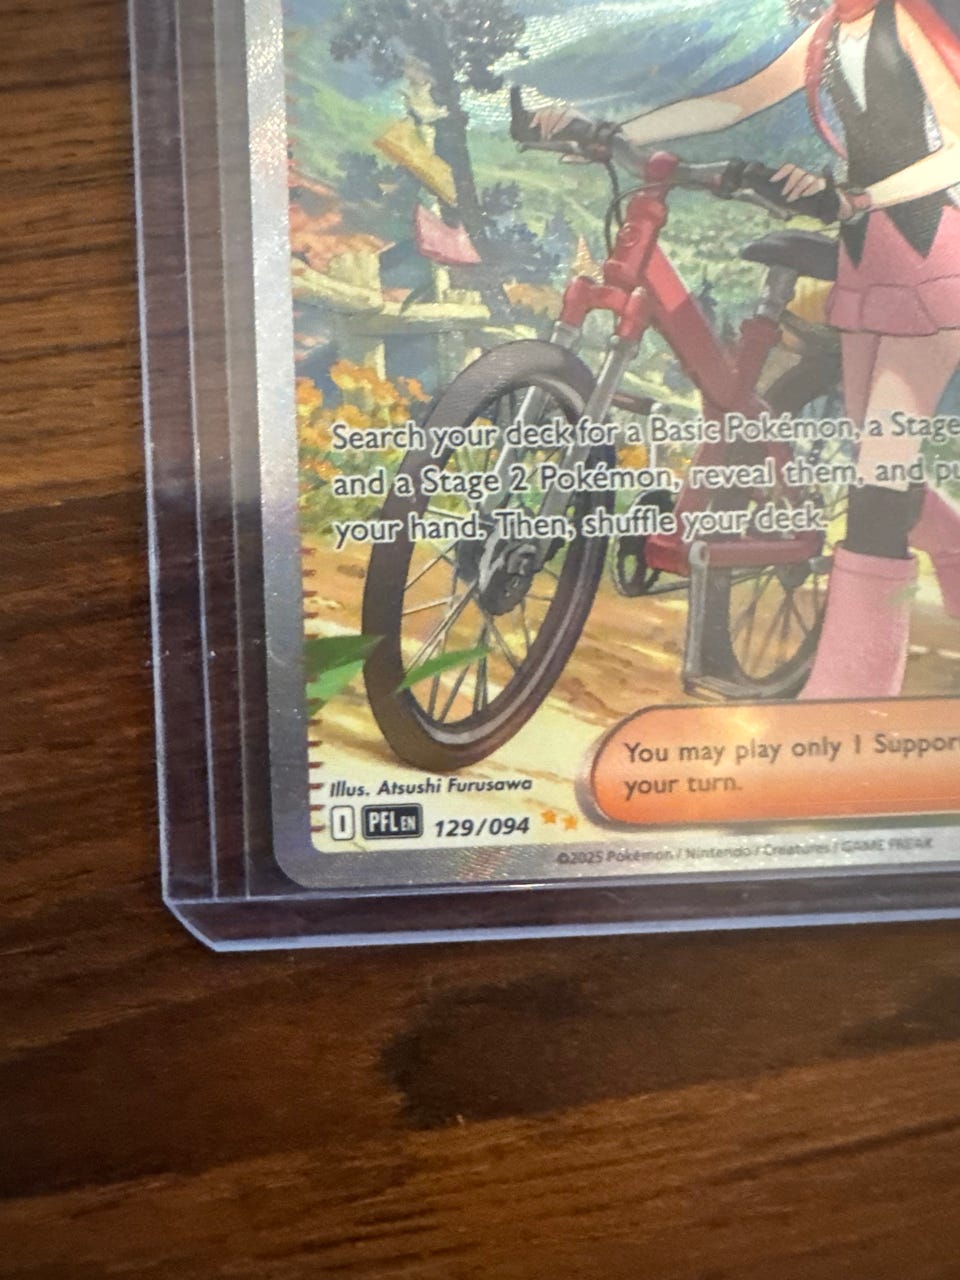 Search your deck for a Basic Pokémon, a Stage
and a Stage 2 Pokémon, reveal them, and pu
your hand. Then, shuffle your deck.
You may play only 1 Suppor
your turn.
Illus. Atsushi Furusawa
I PFL EN 129/094
©2025 Pokémon / Nintendo / Creatures / GAME FREAK